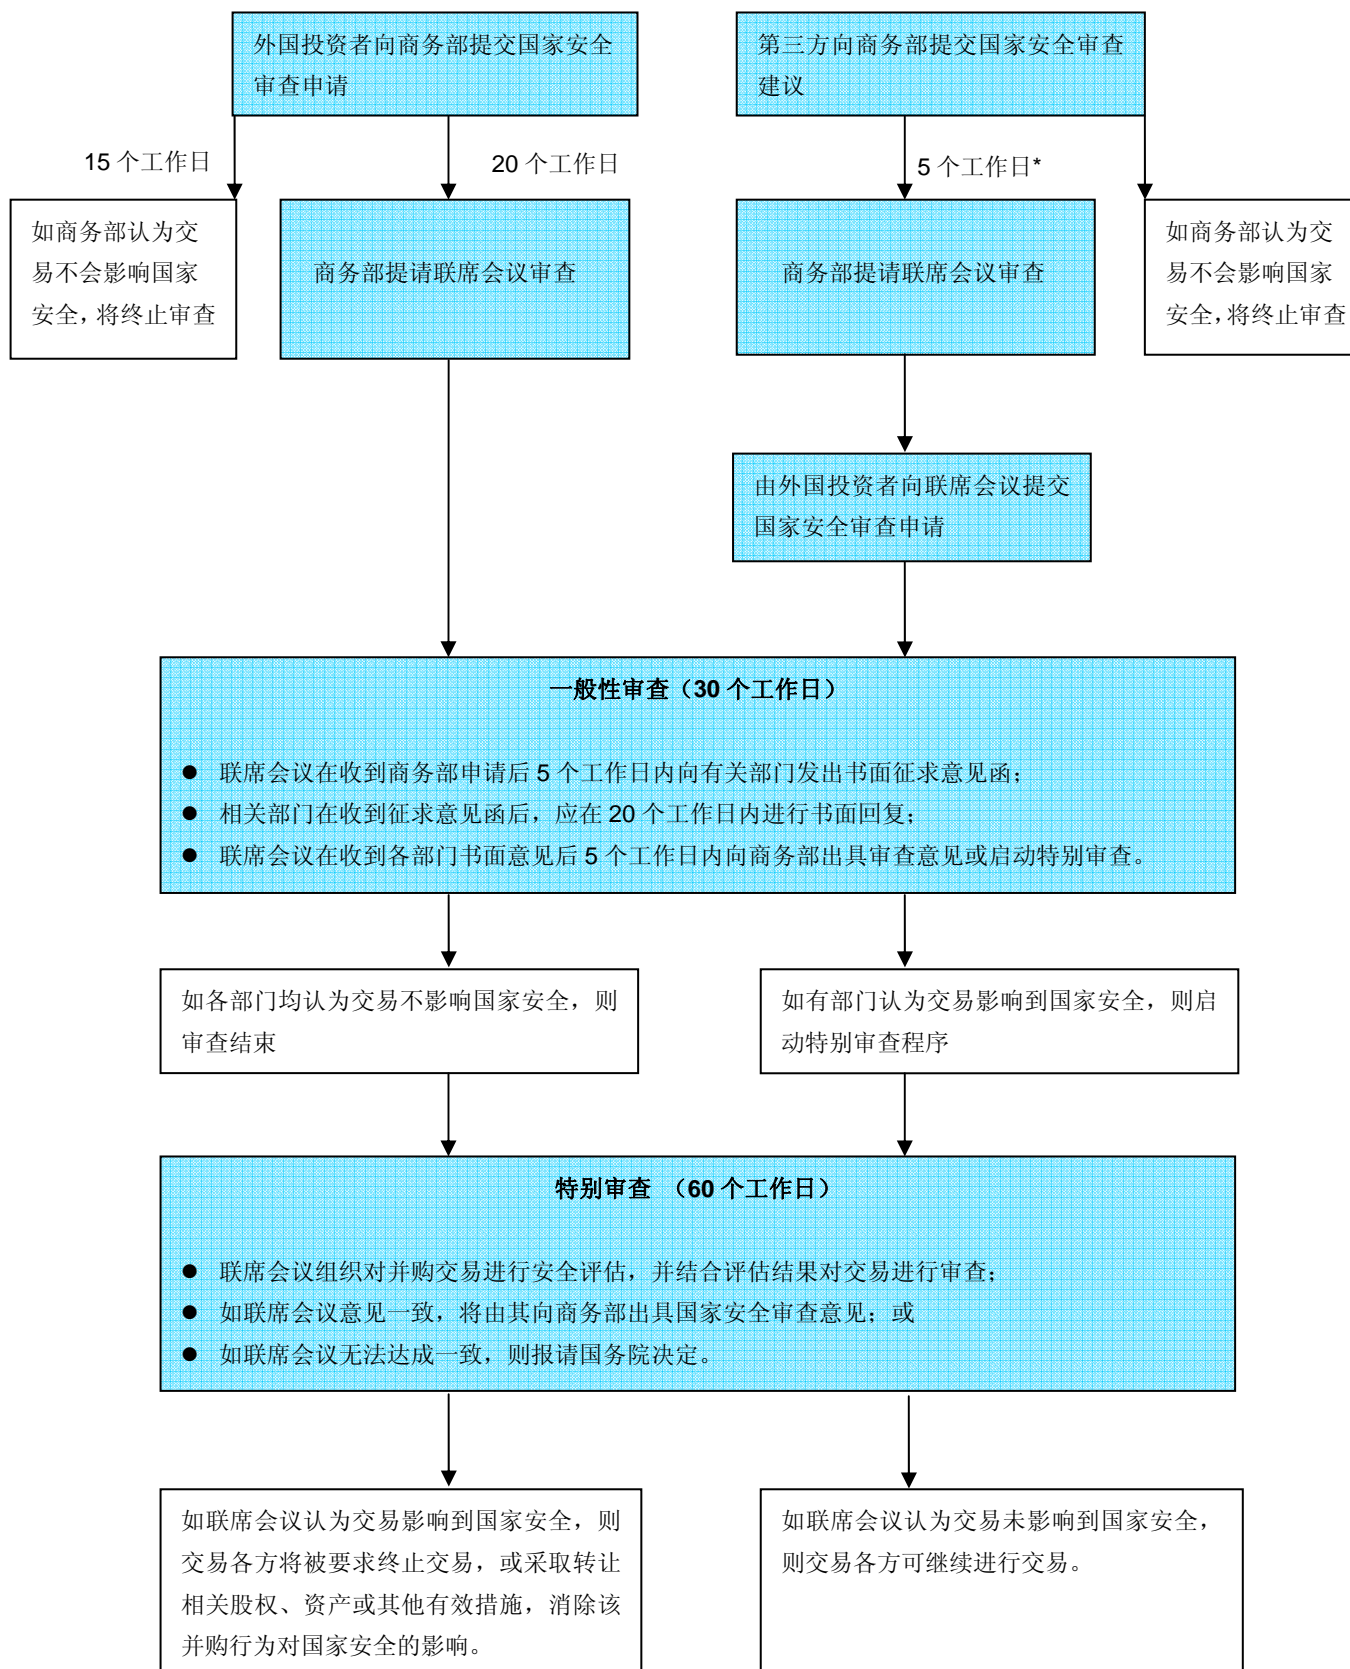 外国投资者向商务部提交国家安全
审查申请
第三方向商务部提交国家安全审查
建议
15 个工作日
20 个工作日
5 个工作日*
如商务部认为交
易不会影响国家
安全，将终止审查
商务部提请联席会议审查
商务部提请联席会议审查
如商务部认为交
易不会影响国家
安全，将终止审查
由外国投资者向联席会议提交
国家安全审查申请
一般性审查（30 个工作日）
● 联席会议在收到商务部申请后 5 个工作日内向有关部门发出书面征求意见函；
● 相关部门在收到征求意见函后，应在 20 个工作日内进行书面回复；
● 联席会议在收到各部门书面意见后 5 个工作日内向商务部出具审查意见或启动特别审查。
如各部门均认为交易不影响国家安全，则
审查结束
如有部门认为交易影响到国家安全，则启
动特别审查程序
特别审查 （60 个工作日）
● 联席会议组织对并购交易进行安全评估，并结合评估结果对交易进行审查；
● 如联席会议意见一致，将由其向商务部出具国家安全审查意见；或
● 如联席会议无法达成一致，则报请国务院决定。
如联席会议认为交易影响到国家安全，则
交易各方将被要求终止交易，或采取转让
相关股权、资产或其他有效措施，消除该
并购行为对国家安全的影响。
如联席会议认为交易未影响到国家安全，
则交易各方可继续进行交易。